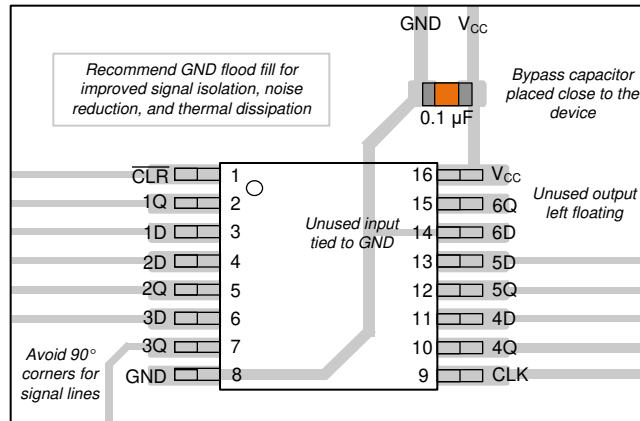 GND VCC
Recommend GND flood fill for
improved signal isolation, noise
reduction, and thermal dissipation
Bypass capacitor
placed close to the
device
0.1 µF
CLR 1 16 VCC
1Q 2 15 6Q
1D 3 14 6D
2D 4 13 5D
2Q 5 12 5Q
3D 6 11 4D
3Q 7 10 4Q
GND 8 9 CLK
Unused input
tied to GND
Unused output
left floating
Avoid 90°
corners for
signal lines